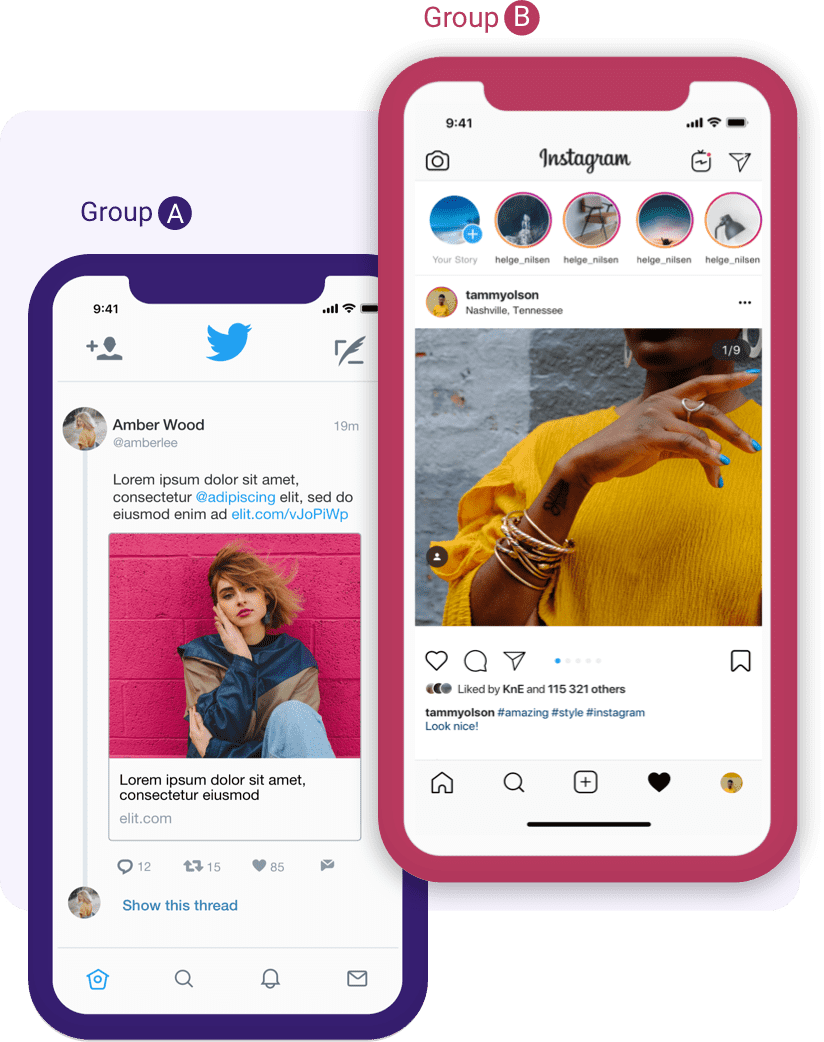 Group B
9:41
Instagram
Your Story
helge_nilsen
helge_nilsen
helge_nilsen
helge_nilsen
tammyolson
Nashville, Tennessee
1/9
Liked by KnE and 115 321 others
tammyolson #amazing #style #instagram
Look nice!
Group A
9:41
Amber Wood
19m
@amberlee
Lorem ipsum dolor sit amet,
consectetur @adipiscing elit, sed do
eiusmod enim ad elit.com/vJoPiWp
Lorem ipsum dolor sit amet,
consectetur eiusmod
elit.com
12 15 85
Show this thread